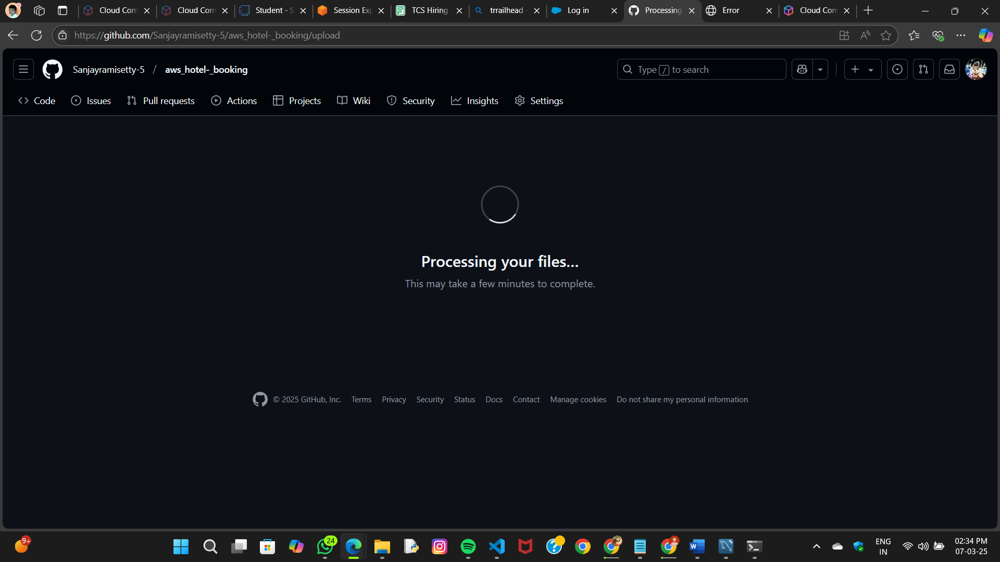 Cloud Com
Cloud Com
Student - S
Session Exp
TCS Hiring
trrailhead -
Log in
Processing
Error
Cloud Com
https://github.com/Sanjayramisetty-5/aws_hotel-_booking/upload
Sanjayramisetty-5 / aws_hotel-_booking
Type / to search
Code
Issues
Pull requests
Actions
Projects
Wiki
Security
Insights
Settings
Processing your files...
This may take a few minutes to complete.
© 2025 GitHub, Inc.
Terms
Privacy
Security
Status
Docs
Contact
Manage cookies
Do not share my personal information
9+
24
ENG
IN
02:34 PM
07-03-25